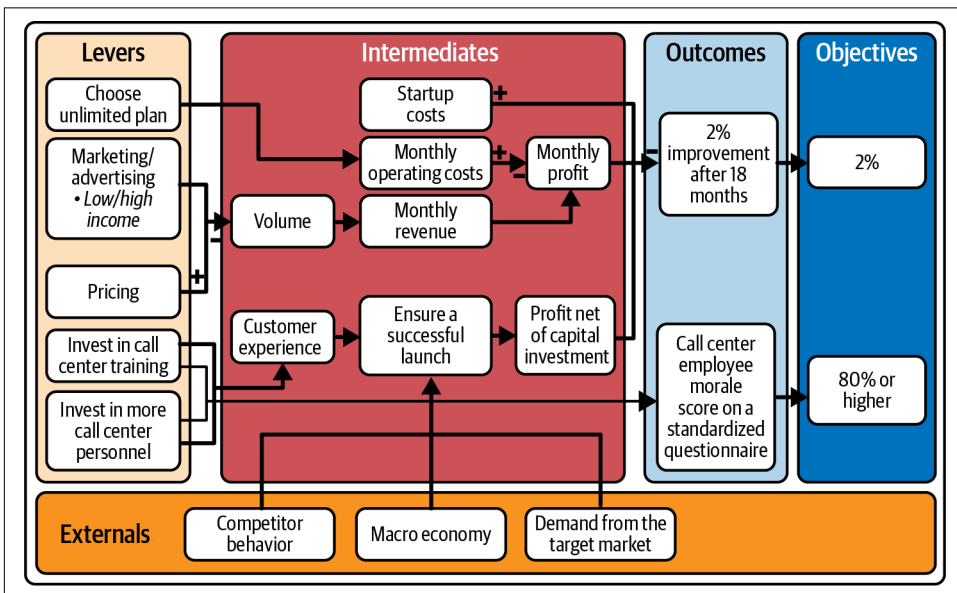 Levers
Intermediates
Outcomes
Objectives
Choose
unlimited plan
Marketing/
advertising
• Low/high
income
Pricing
Invest in call
center training
Invest in more
call center
personnel
Volume
Customer
experience
Startup
costs
Monthly
operating costs
Monthly
revenue
Ensure a
successful
launch
Monthly
profit
Profit net
of capital
investment
+
+
-
-
+
-
2%
improvement
after 18
months
Call center
employee
morale
score on a
standardized
questionnaire
2%
80% or
higher
Externals
Competitor
behavior
Macro economy
Demand from the
target market